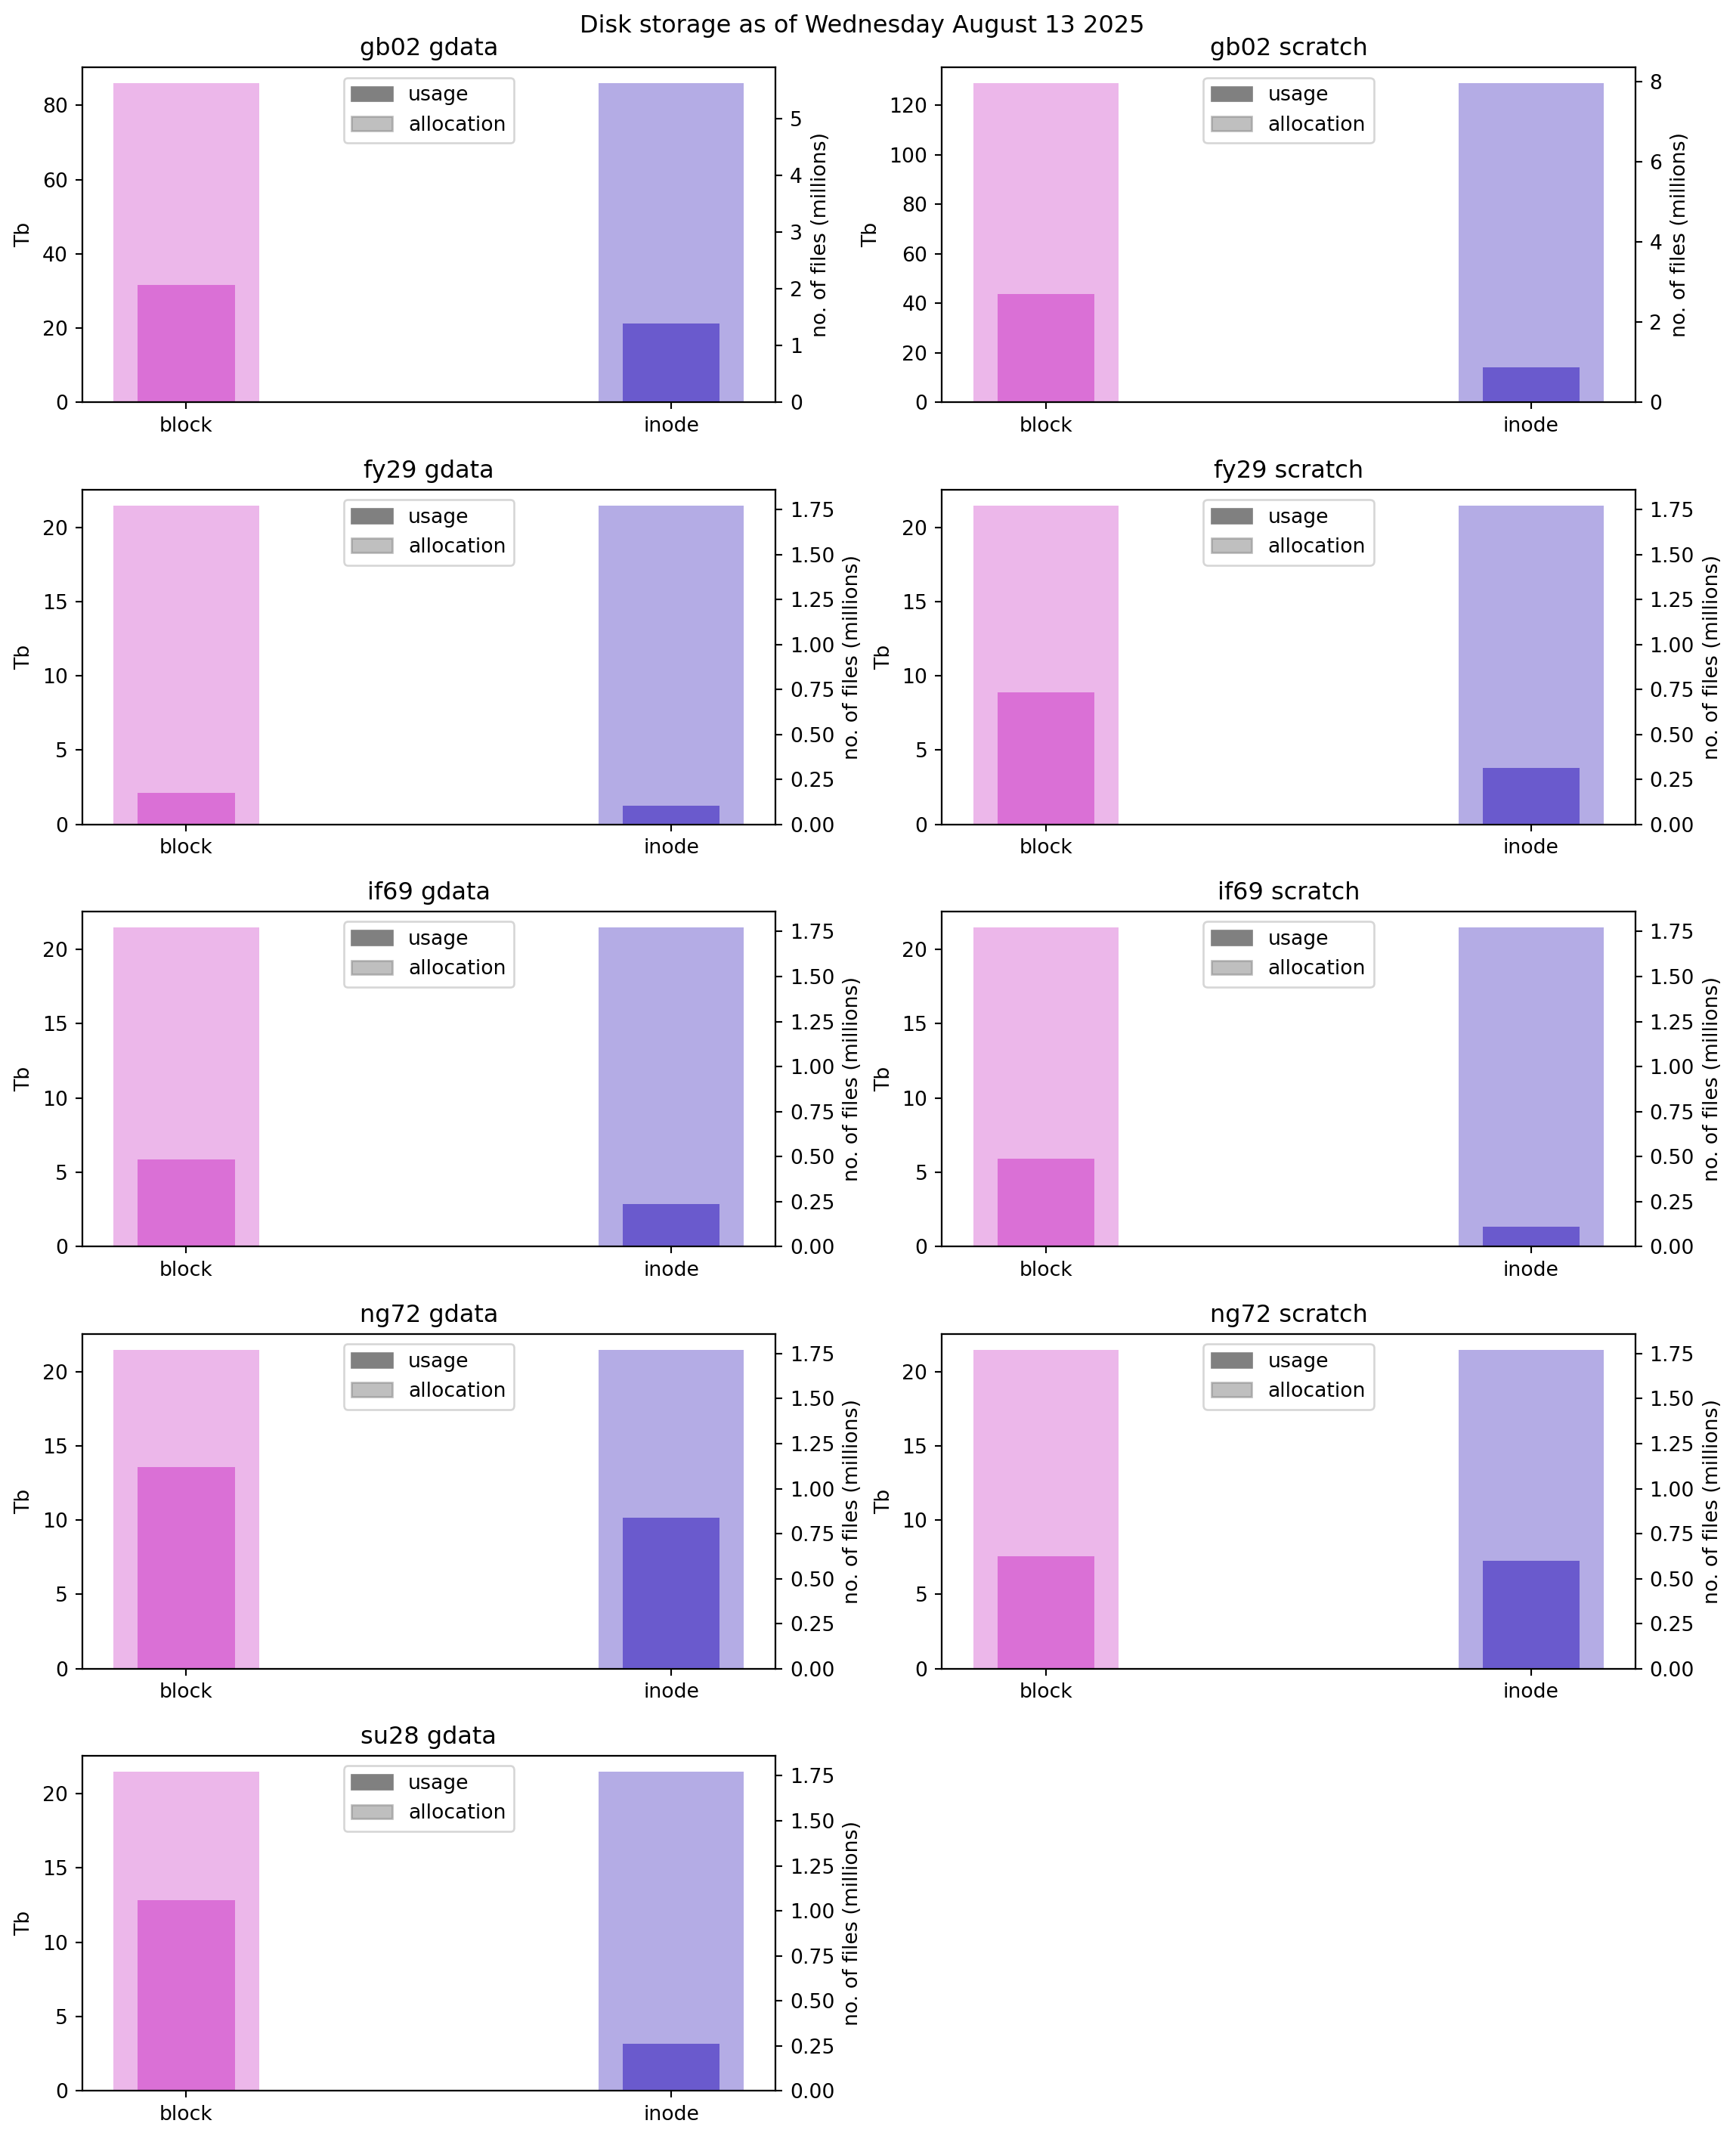 Disk storage as of Wednesday August 13 2025
gb02 gdata
usage
allocation
80
60
40
20
0
Tb
5
4
3
2
1
0
no. of files (millions)
block
inode
gb02 scratch
usage
allocation
120
100
80
60
40
20
0
Tb
8
6
4
2
0
no. of files (millions)
block
inode
fy29 gdata
usage
allocation
20
15
10
5
0
Tb
1.75
1.50
1.25
1.00
0.75
0.50
0.25
0.00
no. of files (millions)
block
inode
fy29 scratch
usage
allocation
20
15
10
5
0
Tb
1.75
1.50
1.25
1.00
0.75
0.50
0.25
0.00
no. of files (millions)
block
inode
if69 gdata
usage
allocation
20
15
10
5
0
Tb
1.75
1.50
1.25
1.00
0.75
0.50
0.25
0.00
no. of files (millions)
block
inode
if69 scratch
usage
allocation
20
15
10
5
0
Tb
1.75
1.50
1.25
1.00
0.75
0.50
0.25
0.00
no. of files (millions)
block
inode
ng72 gdata
usage
allocation
20
15
10
5
0
Tb
1.75
1.50
1.25
1.00
0.75
0.50
0.25
0.00
no. of files (millions)
block
inode
ng72 scratch
usage
allocation
20
15
10
5
0
Tb
1.75
1.50
1.25
1.00
0.75
0.50
0.25
0.00
no. of files (millions)
block
inode
su28 gdata
usage
allocation
20
15
10
5
0
Tb
1.75
1.50
1.25
1.00
0.75
0.50
0.25
0.00
no. of files (millions)
block
inode